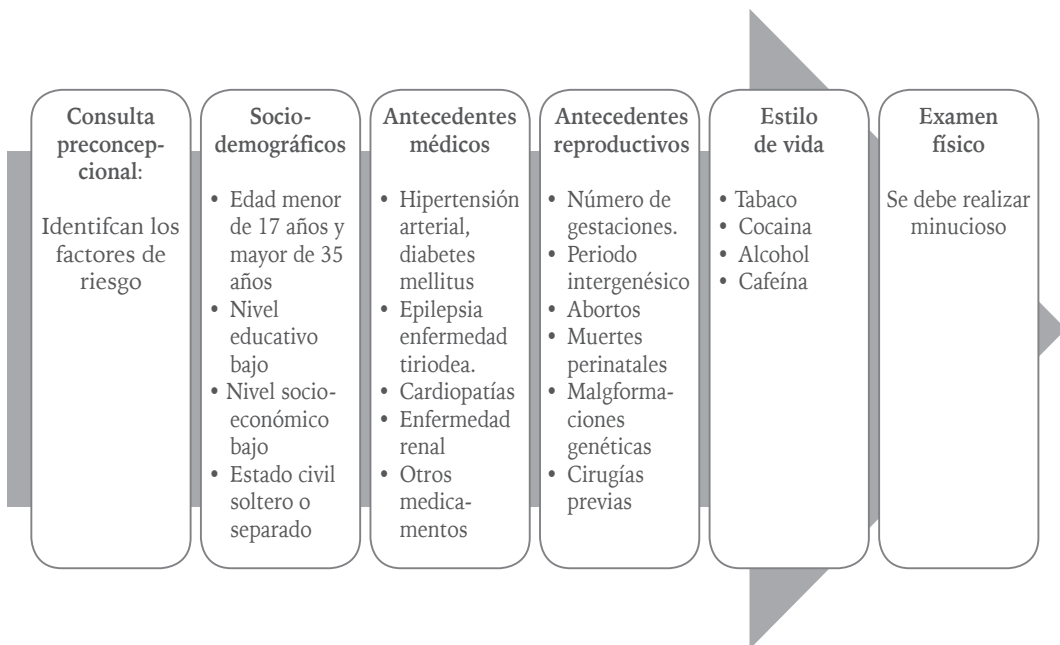 Consulta
preconcep-
cional:
Identifcan los
factores de
riesgo
Socio-
demográficos
• Edad menor
de 17 años y
mayor de 35
años
• Nivel
educativo
bajo
• Nivel socio-
económico
bajo
• Estado civil
soltero o
separado
Antecedentes
médicos
• Hipertensión
arterial,
diabetes
mellitus
• Epilepsia
enfermedad
tiriodea.
• Cardiopatías
• Enfermedad
renal
• Otros
medica-
mentos
Antecedentes
reproductivos
• Número de
gestaciones.
• Periodo
intergenésico
• Abortos
• Muertes
perinatales
• Malgforma-
ciones
genéticas
• Cirugías
previas
Estilo
de vida
• Tabaco
• Cocaina
• Alcohol
• Cafeína
Examen
físico
Se debe realizar
minucioso